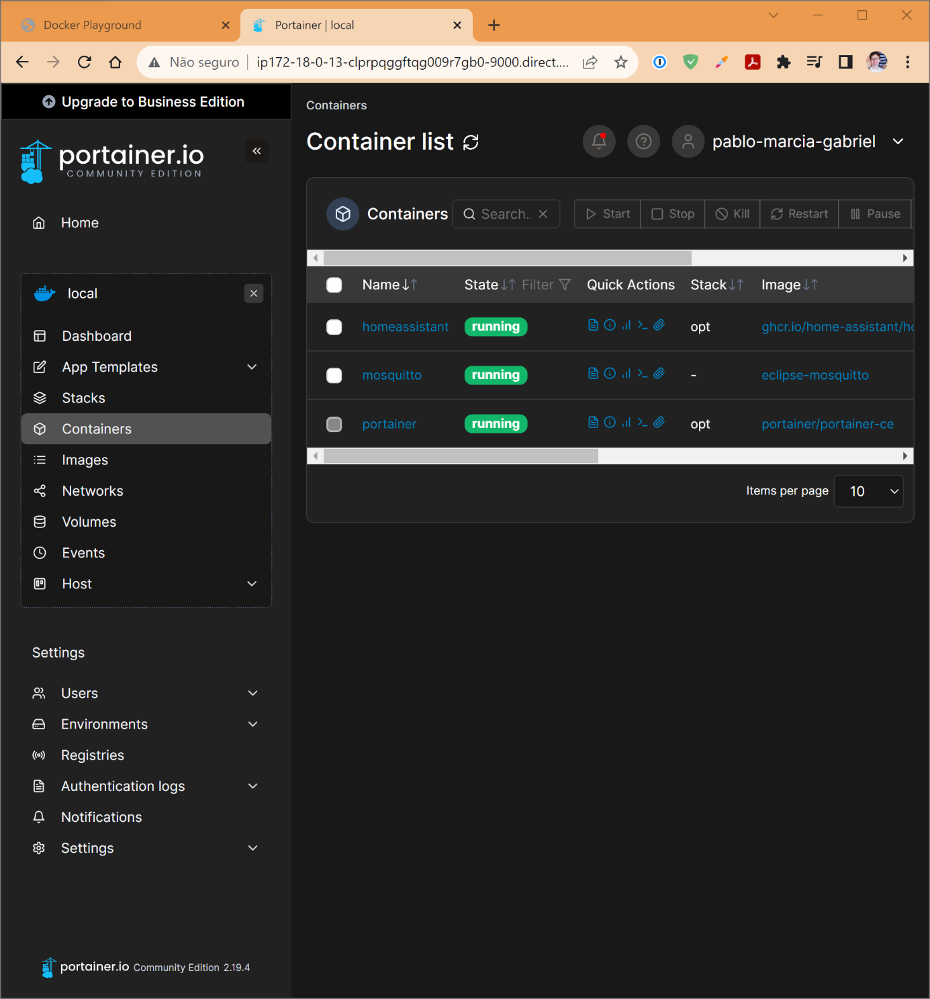 Docker Playground
Portainer | local
Não seguro
ip172-18-0-13-clprpqggftqg009r7gb0-9000.direct....
Upgrade to Business Edition
portainer.io
COMMUNITY EDITION
Home
local
Dashboard
App Templates
Stacks
Containers
Images
Networks
Volumes
Events
Host
Settings
Users
Environments
Registries
Authentication logs
Notifications
Settings
portainer.io Community Edition 2.19.4
Containers
Container list
pablo-marcia-gabriel
Containers
Search..
Start
Stop
Kill
Restart
Pause
Name State Filter Quick Actions Stack Image
homeassistant running opt ghcr.io/home-assistant/ho
mosquitto running - eclipse-mosquitto
portainer running opt portainer/portainer-ce
Items per page 10